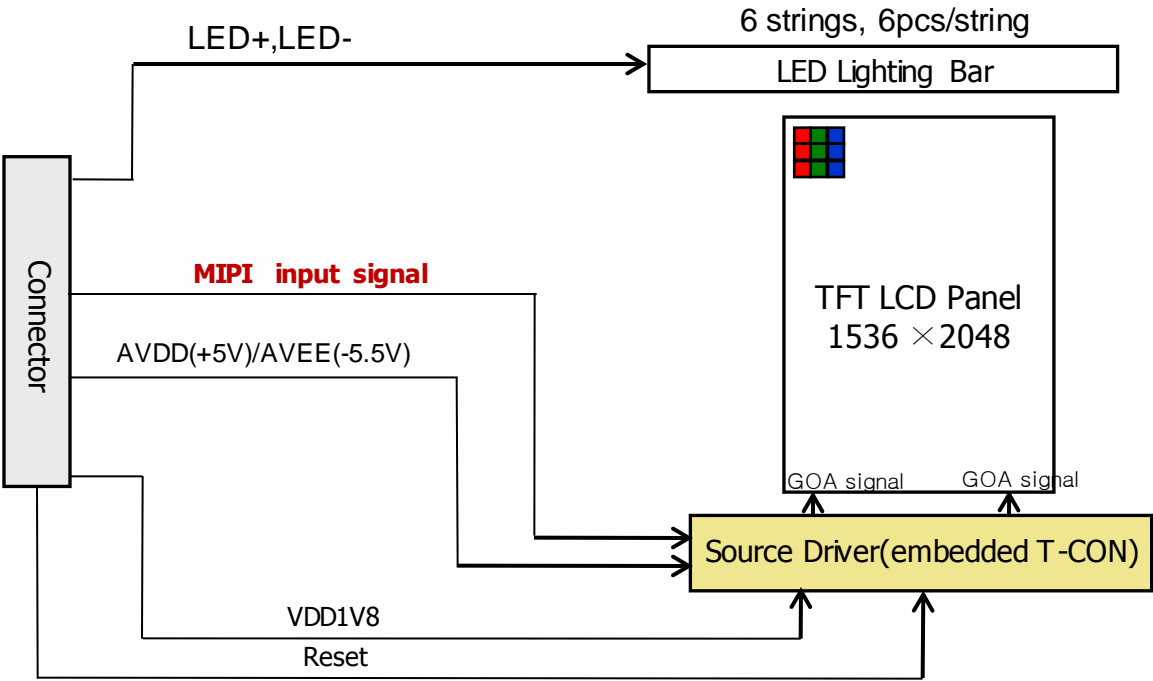 6 strings, 6pcs/string
LED+,LED-
LED Lighting Bar
Connector
MIPI input signal
TFT LCD Panel
1536 ×2048
AVDD(+5V)/AVEE(-5.5V)
GOA signal
GOA signal
Source Driver(embedded T-CON)
VDD1V8
Reset